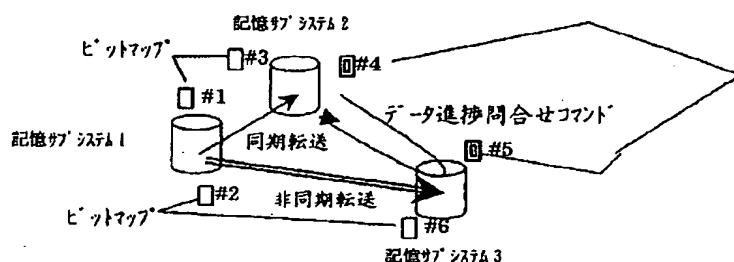 記憶サブシステム2
ビットマップ
#3
#4
#1
データ進捗問合せコマンド
記憶サブシステム1
同期転送
#5
#2
非同期転送
ビットマップ
#6
記憶サブシステム3